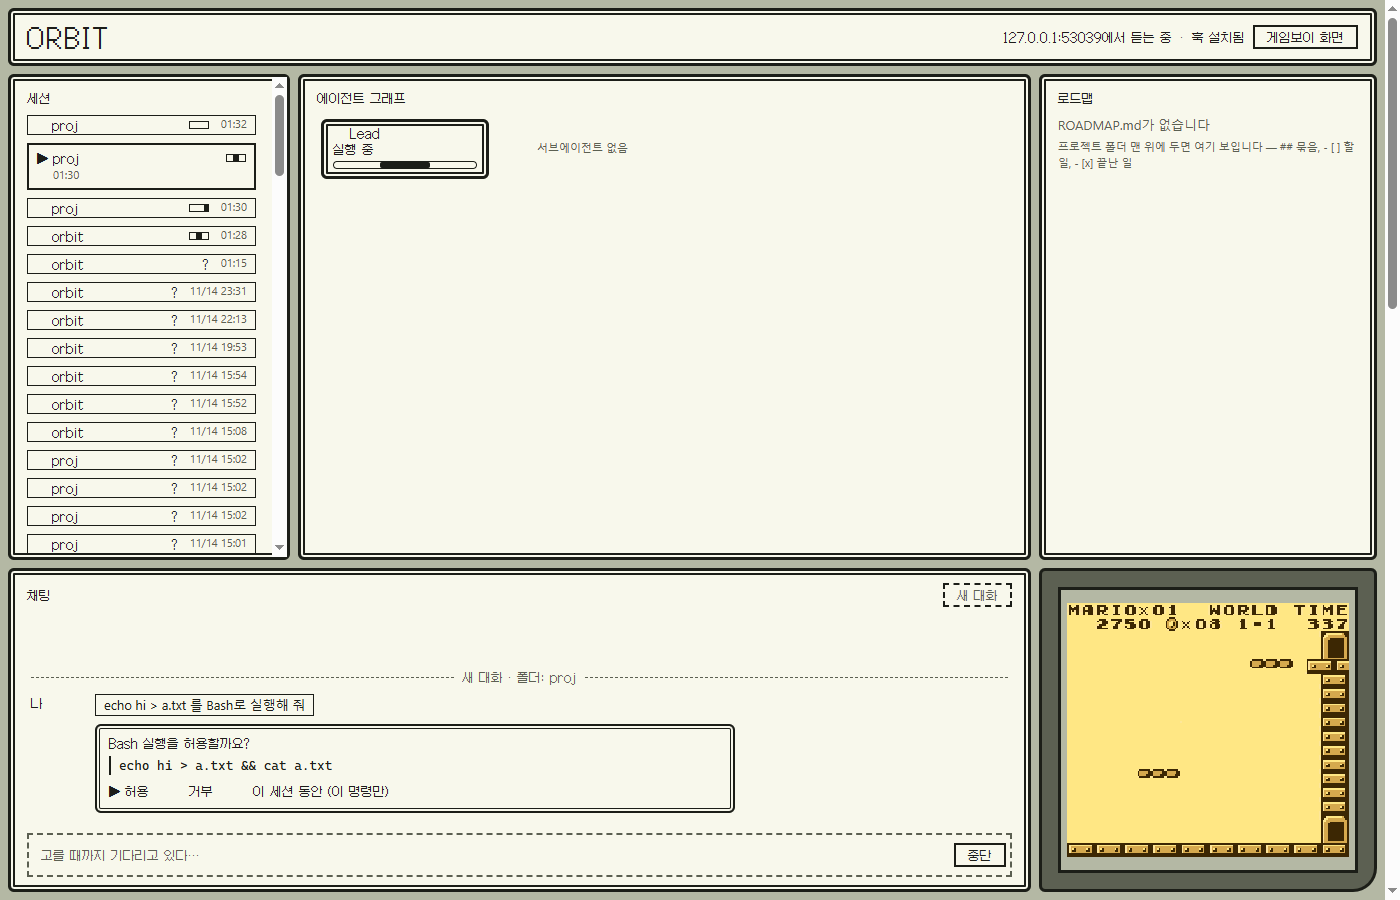 ORBIT
127.0.0.1:53039에서 듣는 중 · 훅 설치됨
게임보이 화면
세션
proj 01:32
▶ proj
01:30
proj 01:30
orbit 01:28
orbit ? 01:15
orbit ? 11/14 23:31
orbit ? 11/14 22:13
orbit ? 11/14 19:53
orbit ? 11/14 15:54
orbit ? 11/14 15:52
orbit ? 11/14 15:08
proj ? 11/14 15:02
proj ? 11/14 15:02
proj ? 11/14 15:02
proj ? 11/14 15:01
에이전트 그래프
Lead
실행 중
서브에이전트 없음
로드맵
ROADMAP.md가 없습니다
프로젝트 폴더 맨 위에 두면 여기 보입니다 — ## 묶음, - [ ] 할
일, - [x] 끝난 일
채팅
새 대화
새 대화 · 폴더: proj
나
echo hi > a.txt 를 Bash로 실행해 줘
Bash 실행을 허용할까요?
echo hi > a.txt && cat a.txt
▶ 허용 거부 이 세션 동안 (이 명령만)
고를 때까지 기다리고 있다…
중단
MARIO×01 WORLD TIME
2750 ×08 1-1 337